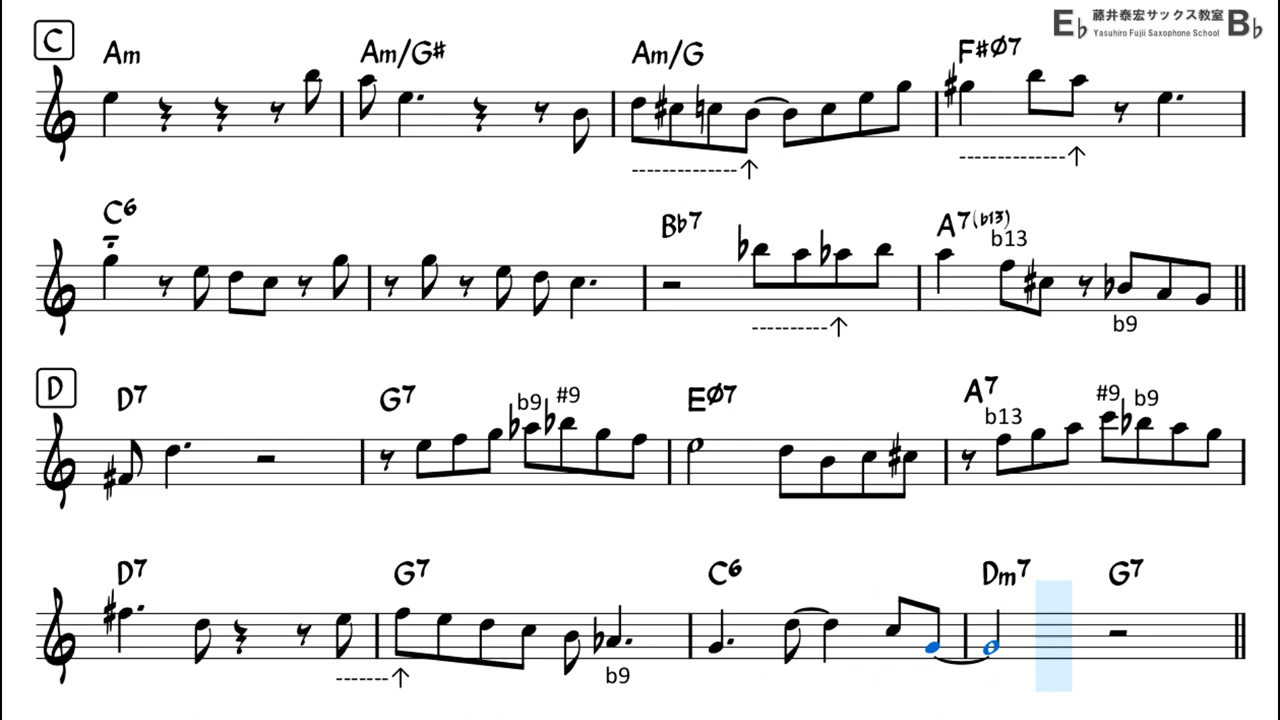 E♭ 藤井泰宏サックス教室 B♭
Yasuhiro Fujii Saxophone School
C
Am Am/G# Am/G F#Ø7
C6 B♭7 A7(b13)
b13
b9
D
D7 G7 b9 #9 EØ7 A7 b13 #9 b9
D7 G7 C6 Dm7 G7
b9